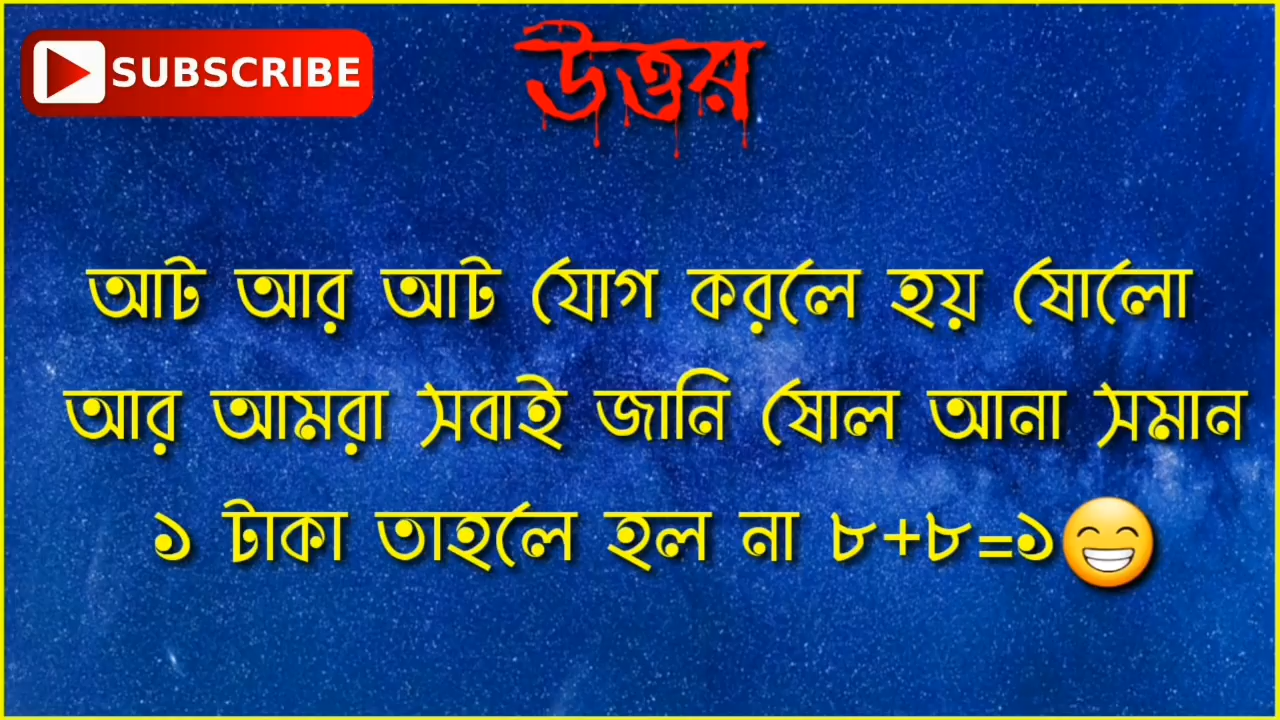 SUBSCRIBE
উত্তর
আট আর আট যোগ করলে হয় ষোলো
আর আমরা সবাই জানি ষোল আনা সমান
১ টাকা তাহলে হল না ৮+৮=১😁